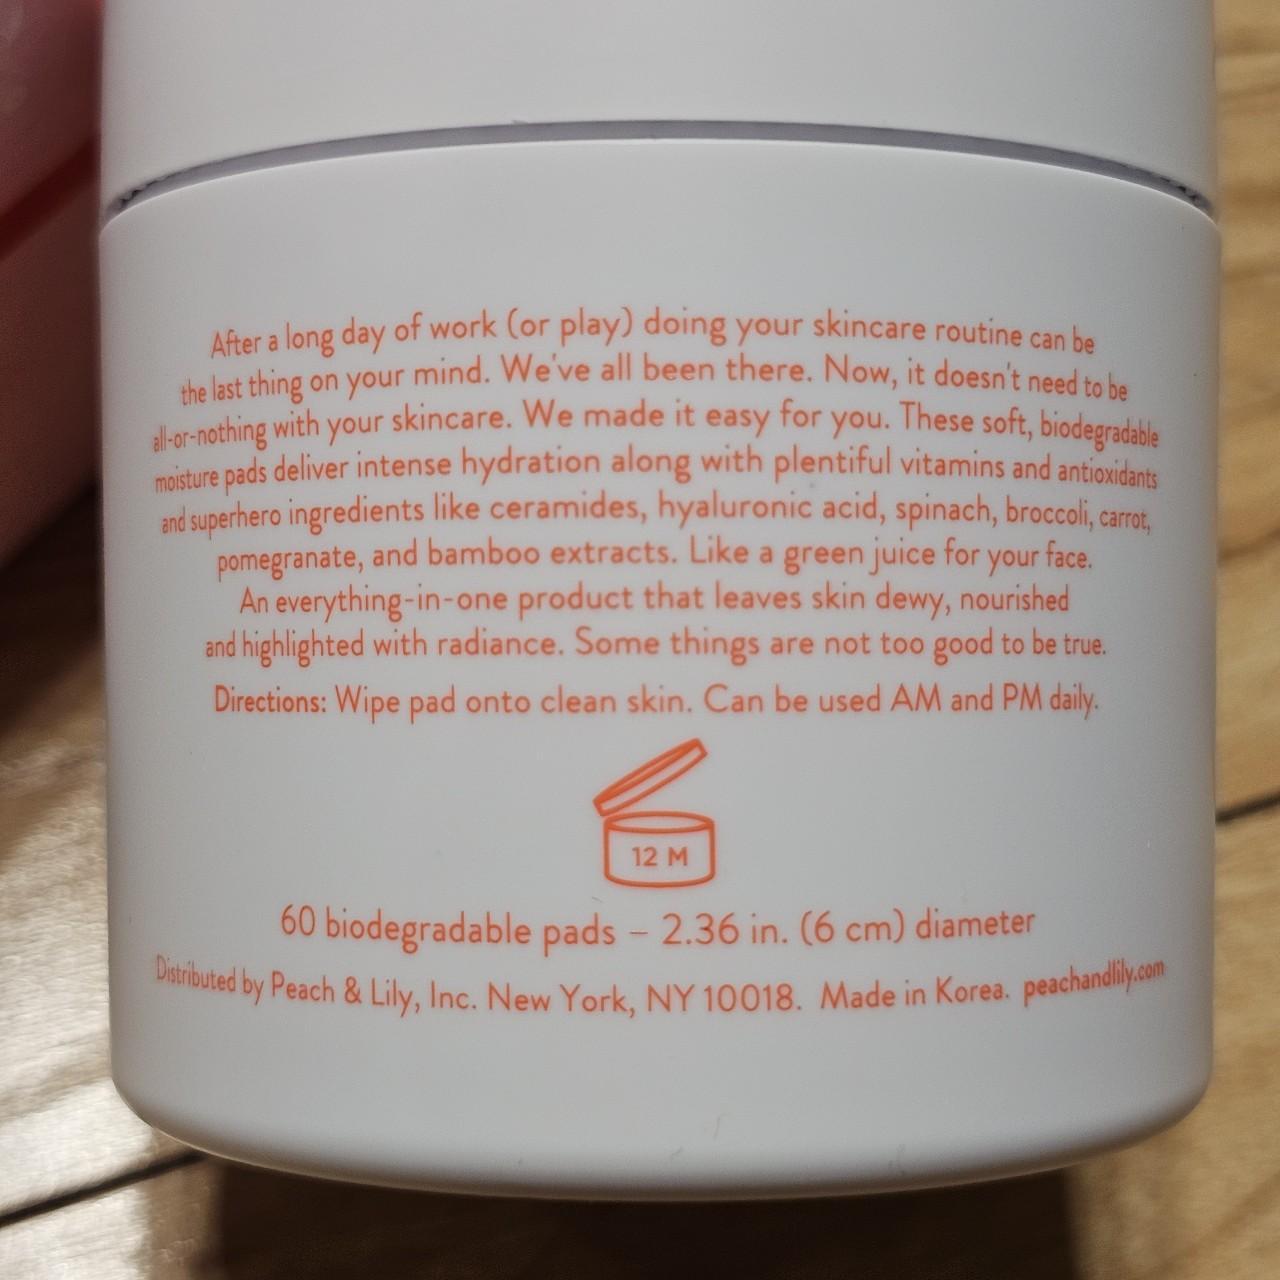 After a long day of work (or play) doing your skincare routine can be
the last thing on your mind. We've all been there. Now, it doesn't need to be
all-or-nothing with your skincare. We made it easy for you. These soft, biodegradable
moisture pads deliver intense hydration along with plentiful vitamins and antioxidants
and superhero ingredients like ceramides, hyaluronic acid, spinach, broccoli, carrot,
pomegranate, and bamboo extracts. Like a green juice for your face.
An everything-in-one product that leaves skin dewy, nourished
and highlighted with radiance. Some things are not too good to be true.
Directions: Wipe pad onto clean skin. Can be used AM and PM daily.
12 M
60 biodegradable pads – 2.36 in. (6 cm) diameter
Distributed by Peach & Lily, Inc. New York, NY 10018. Made in Korea. peachandlily.com